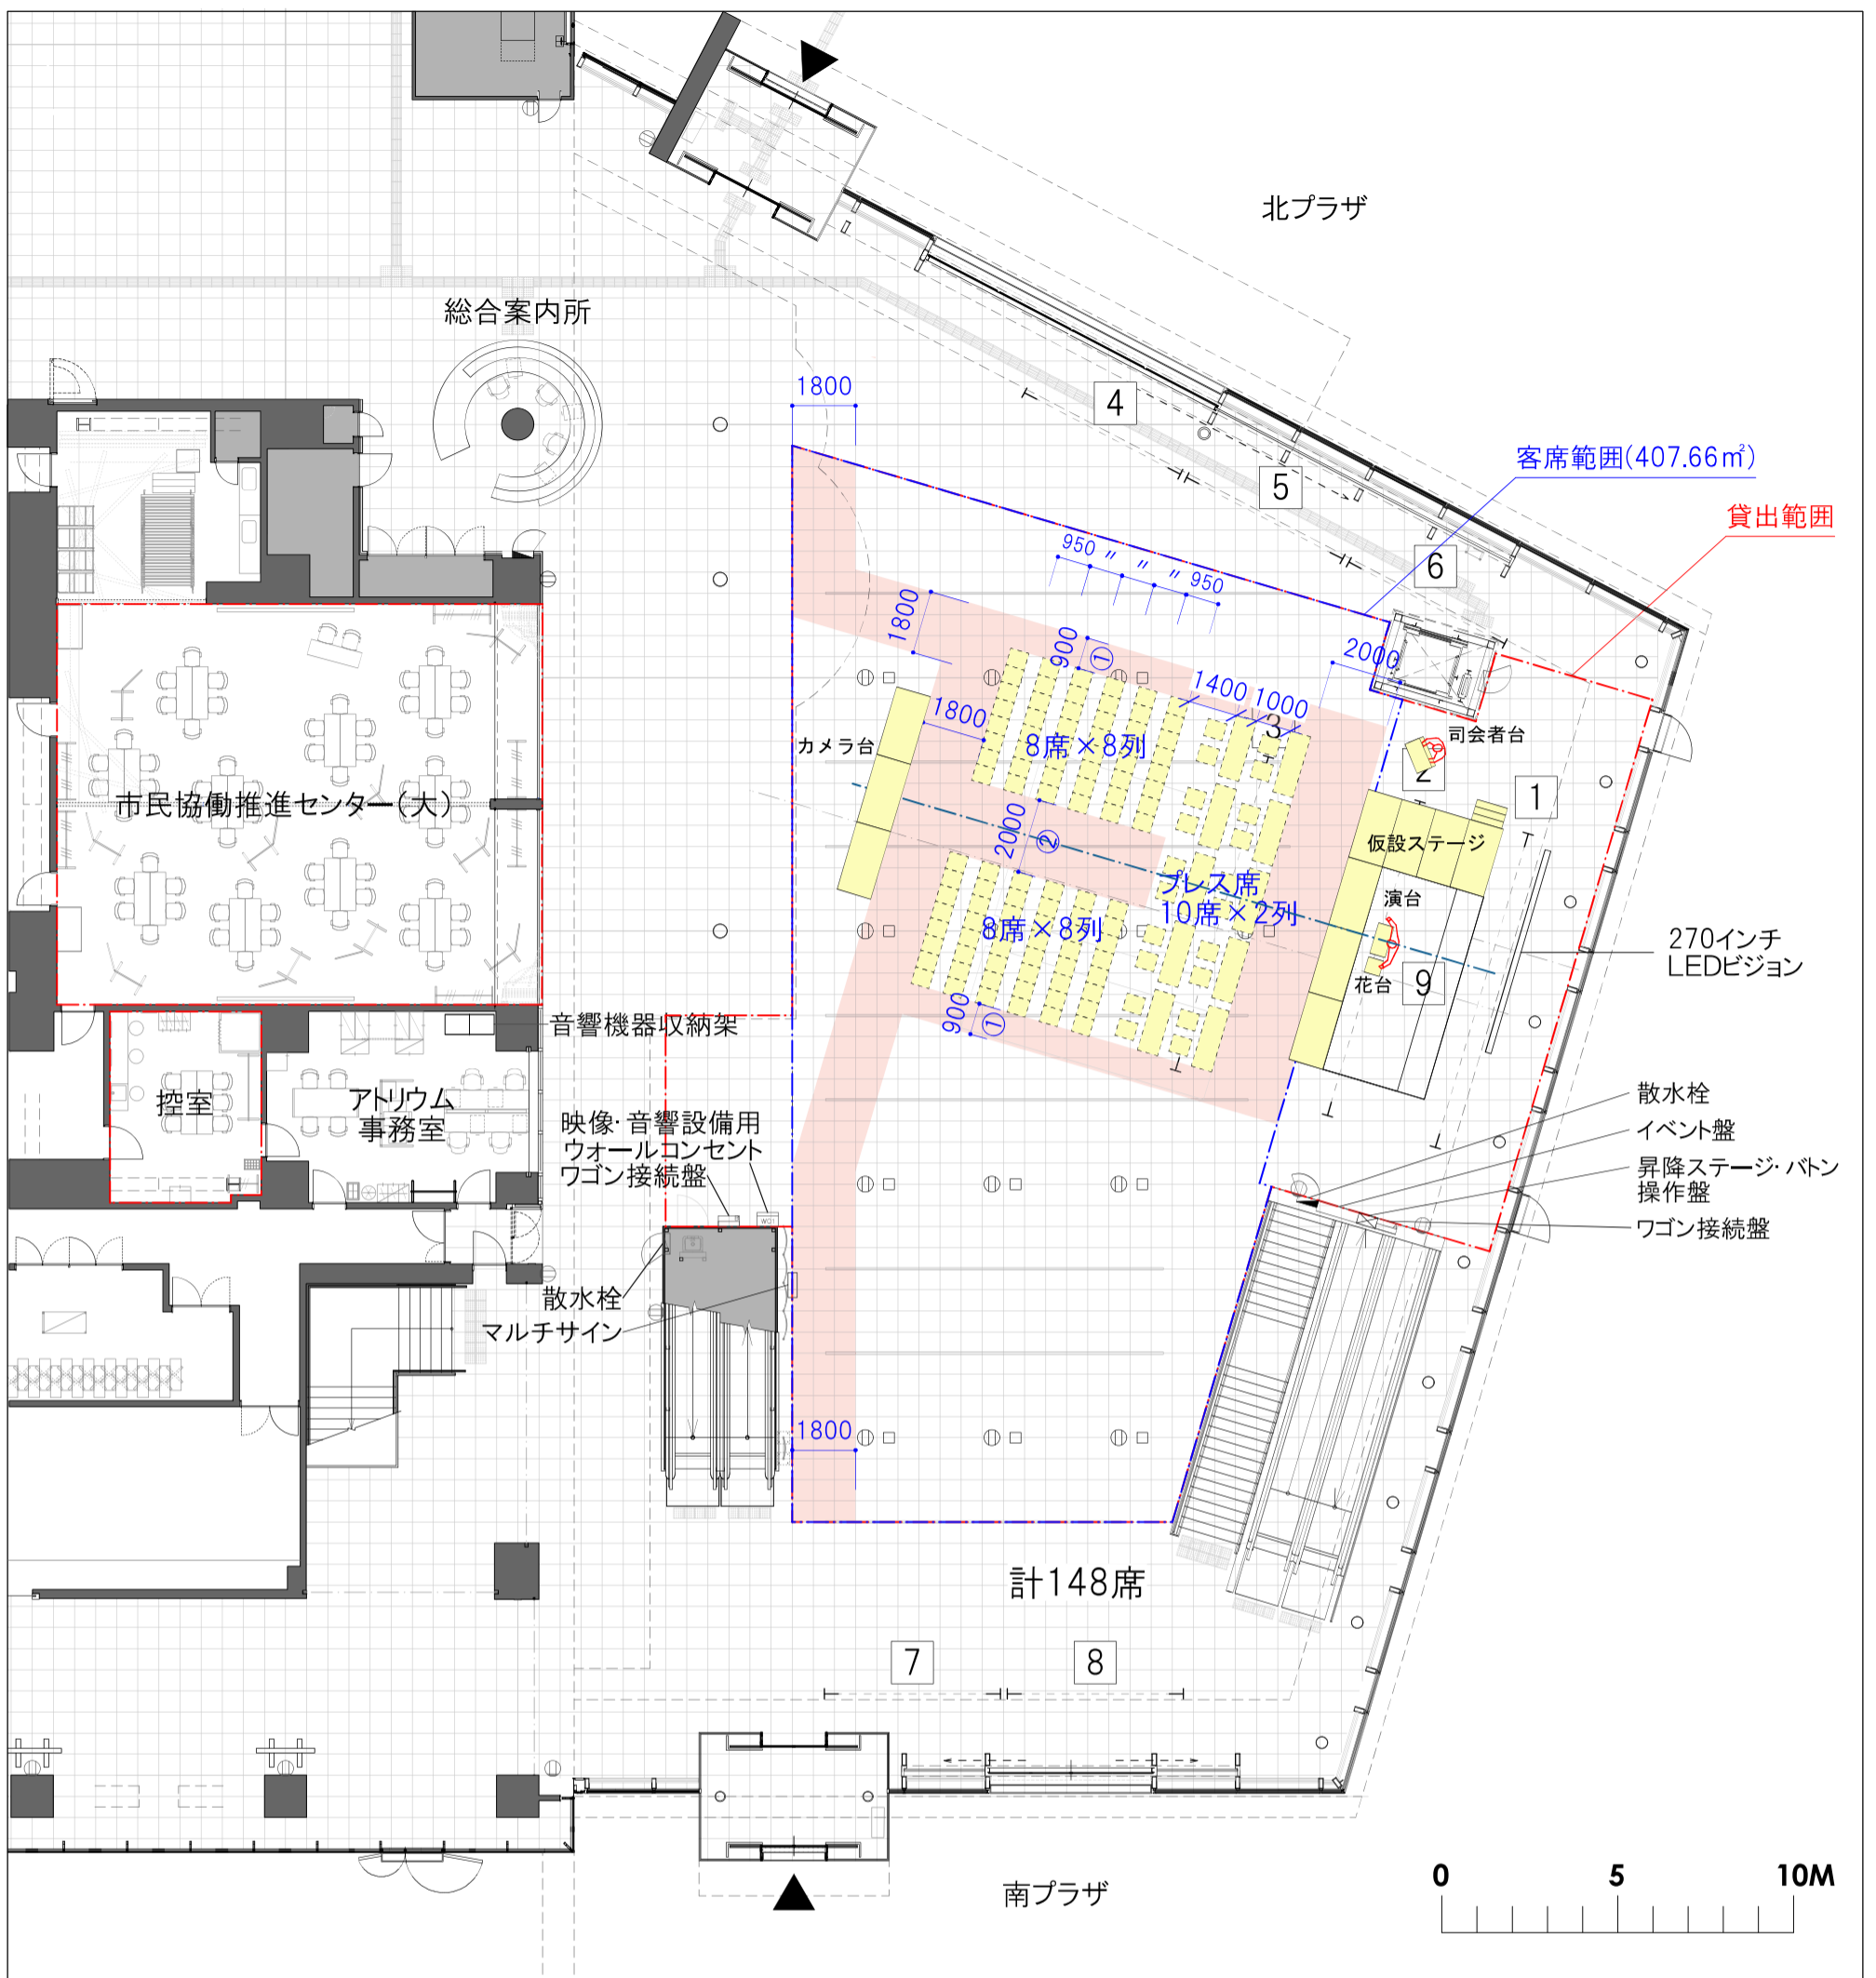 北プラザ
総合案内所
1800
4
客席範囲(407.66㎡)
5
貸出範囲
6
950 〃 〃 〃 950
1800
900
①
2000
1400
1000
3
1800
カメラ台
8席×8列
司会者台
2
1
市民協働推進センター(大)
仮設ステージ
2000
②
プレス席
10席×2列
演台
8席×8列
270インチ
LEDビジョン
花台
9
900
①
音響機器収納架
控室
アトリウム
事務室
映像・音響設備用
ウォールコンセント
ワゴン接続盤
散水栓
イベント盤
昇降ステージ・バトン
操作盤
ワゴン接続盤
散水栓
マルチサイン
1800
計148席
7
8
南プラザ
0
5
10M